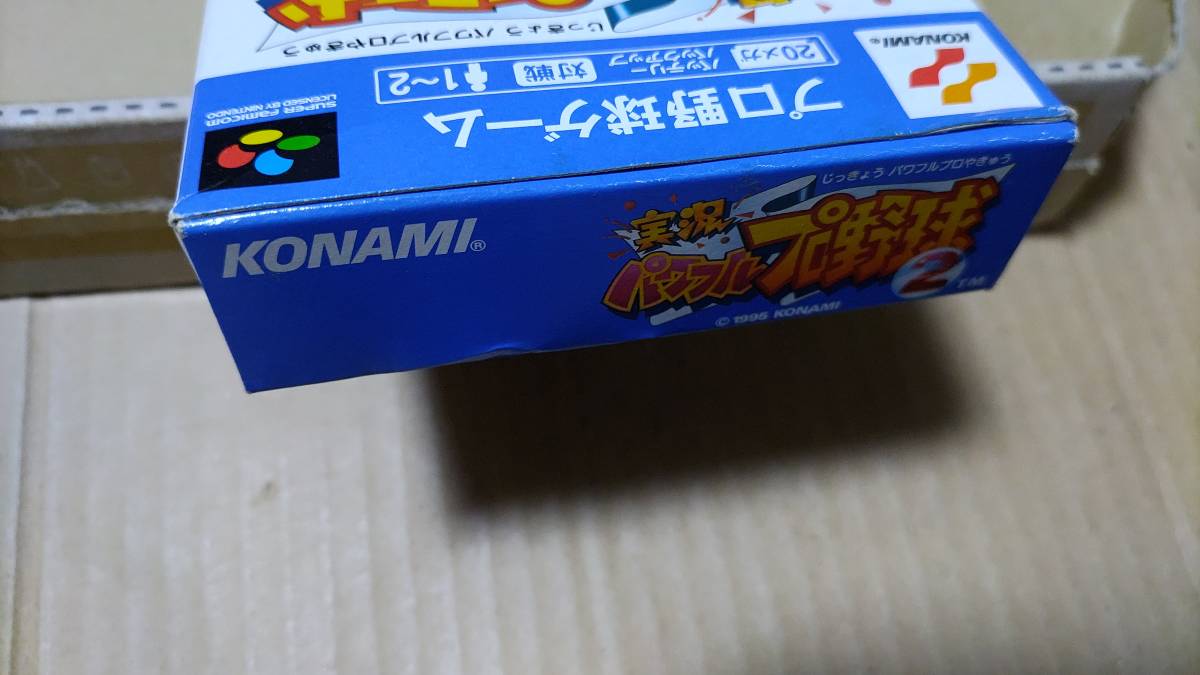 じっきょう パワフルプロやきゅう
KONAMI®
20メガ
バッテリー
バックアップ
対戦
1〜2
プロ野球ゲーム
SUPER FAMICOM
LICENSED BY NINTENDO
KONAMI®
じっきょう パワフルプロやきゅう
実況
パワフルプロ野球
2 TM
© 1995 KONAMI